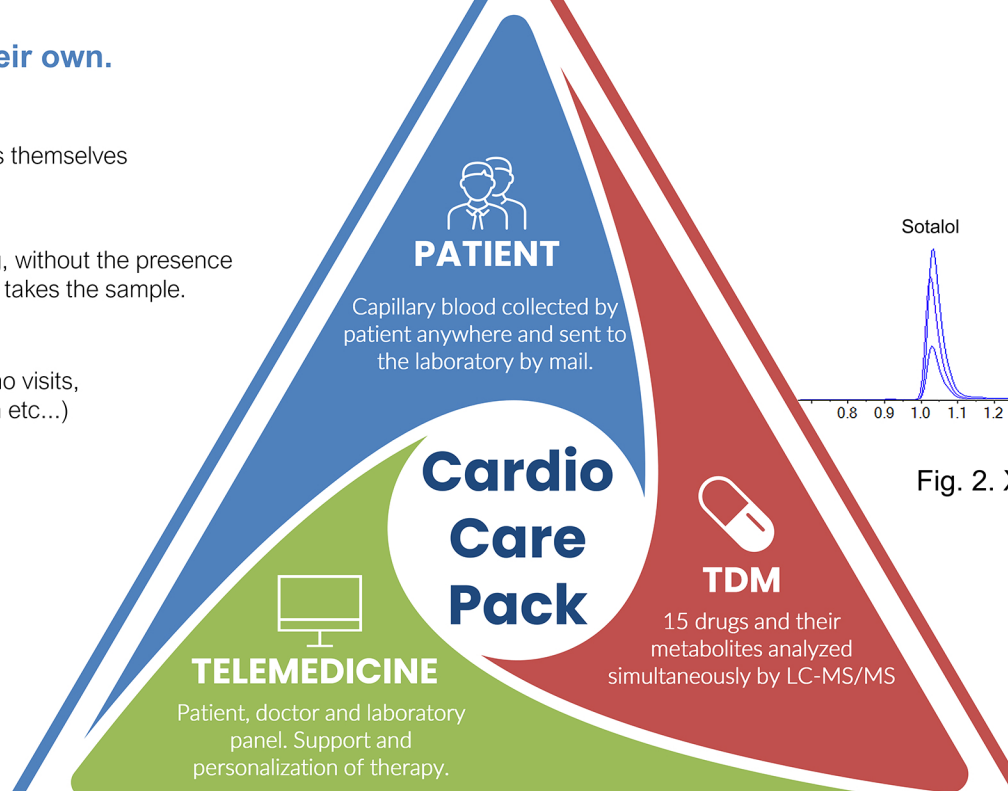 eir own.
s themselves
, without the presence
takes the sample.
o visits,
etc...)
PATIENT
Capillary blood collected by
patient anywhere and sent to
the laboratory by mail.
Cardio
Care
Pack
TELEMEDICINE
Patient, doctor and laboratory
panel. Support and
personalization of therapy.
TDM
15 drugs and their
metabolites analyzed
simultaneously by LC-MS/MS
Sotalol
0.8 0.9 1.0 1.1 1.2
Fig. 2.